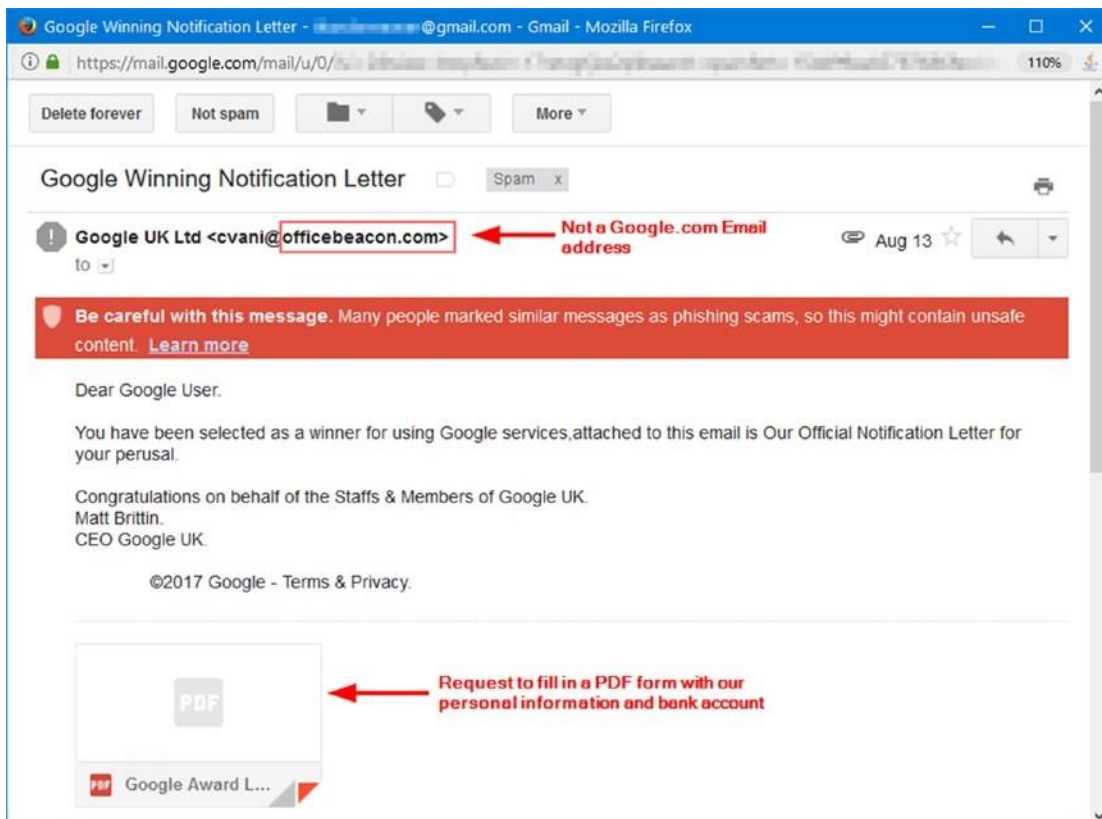 Google Winning Notification Letter - @gmail.com - Gmail - Mozilla Firefox
https://mail.google.com/mail/u/0/ 110%
Delete forever Not spam More
Google Winning Notification Letter Spam x
Google UK Ltd <cvani@officebeacon.com> Not a Google.com Email
address
Aug 13
to
Be careful with this message. Many people marked similar messages as phishing scams, so this might contain unsafe
content. Learn more
Dear Google User.
You have been selected as a winner for using Google services,attached to this email is Our Official Notification Letter for
your perusal.
Congratulations on behalf of the Staffs & Members of Google UK.
Matt Brittin.
CEO Google UK.
©2017 Google - Terms & Privacy.
PDF
Request to fill in a PDF form with our
personal information and bank account
PDF Google Award L...